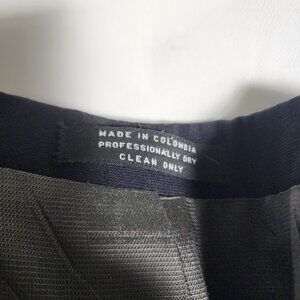 MADE IN COLOMBIA
PROFESSIONALLY DRY
CLEAN ONLY